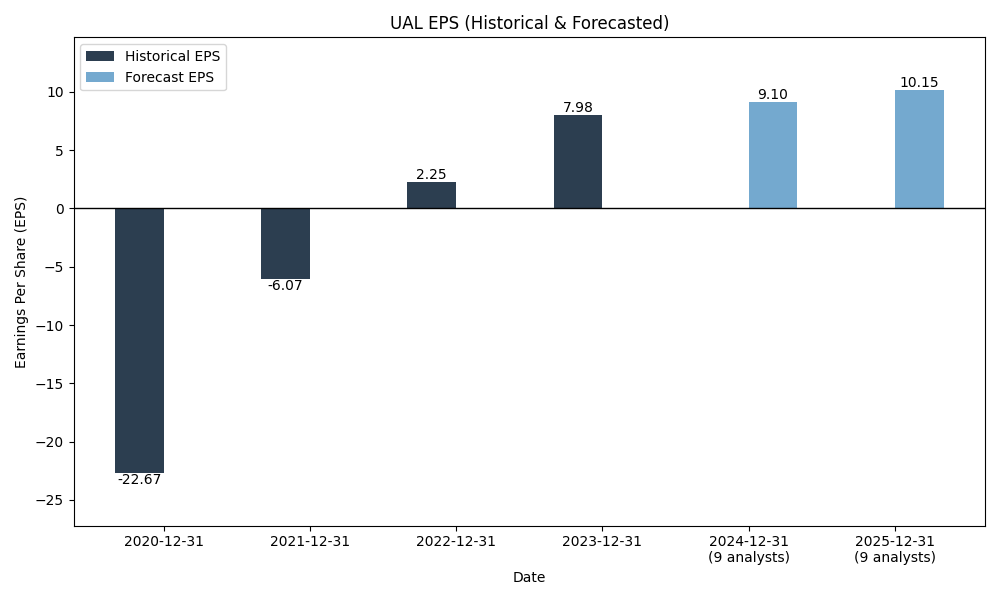 UAL EPS (Historical & Forecasted)
Historical EPS
Forecast EPS
Earnings Per Share (EPS)
10
5
0
−5
−10
−15
−20
−25
-22.67
-6.07
2.25
7.98
9.10
10.15
2020-12-31
2021-12-31
2022-12-31
2023-12-31
2024-12-31
(9 analysts)
2025-12-31
(9 analysts)
Date